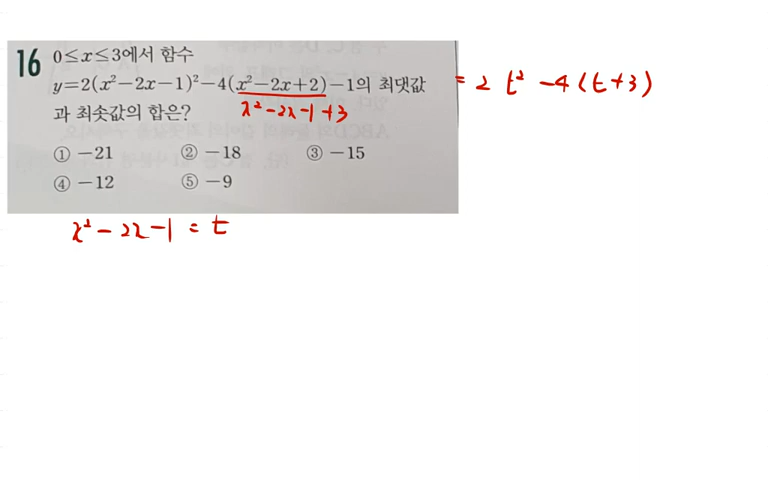 16 0≤x≤3에서 함수
y=2(x²-2x-1)²-4(x²-2x+2)-1의 최댓값 = 2t²-4(t+3)
x²-2x-1+3
과 최솟값의 합은?
① -21 ② -18 ③ -15
④ -12 ⑤ -9
x²-2x-1=t